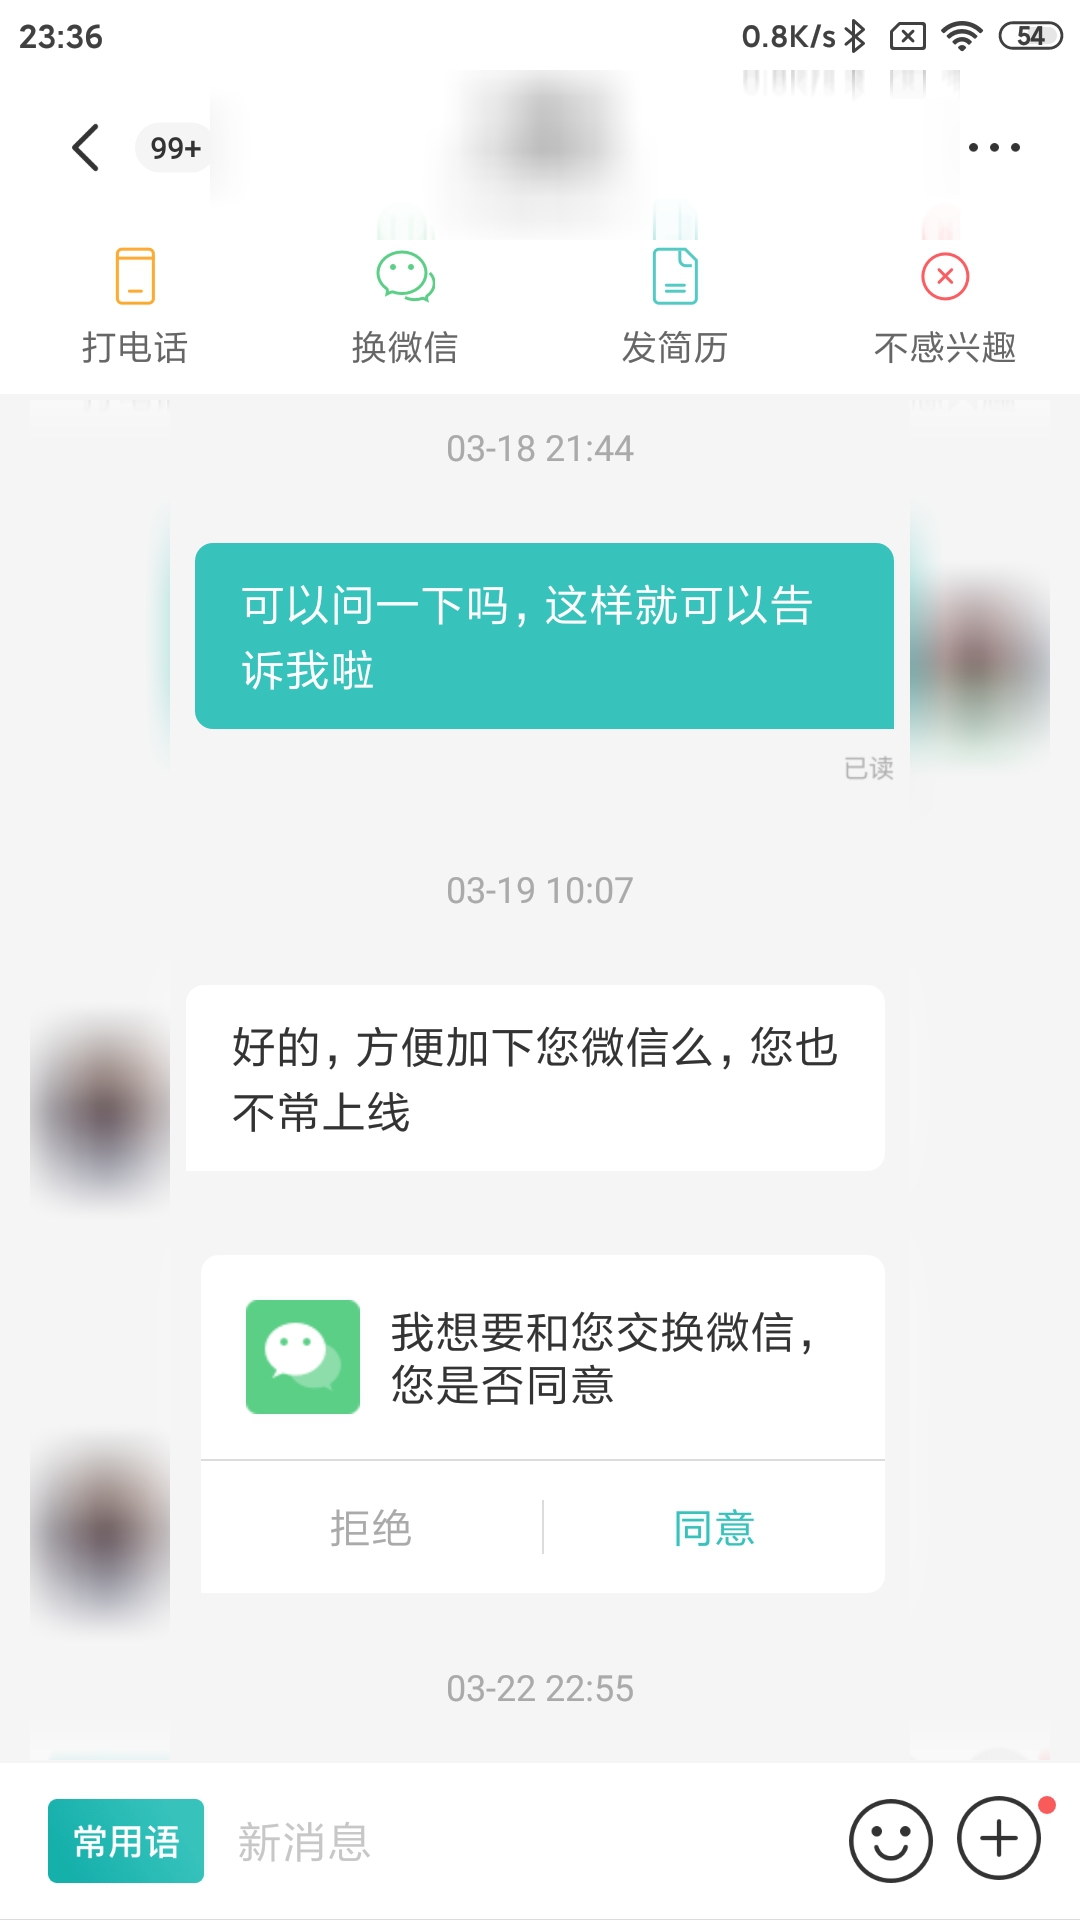 23:36
0.8K/s
54
99+
打电话
换微信
发简历
不感兴趣
03-18 21:44
可以问一下吗，这样就可以告
诉我啦
已读
03-19 10:07
好的，方便加下您微信么，您也
不常上线
我想要和您交换微信，
您是否同意
拒绝
同意
03-22 22:55
常用语
新消息